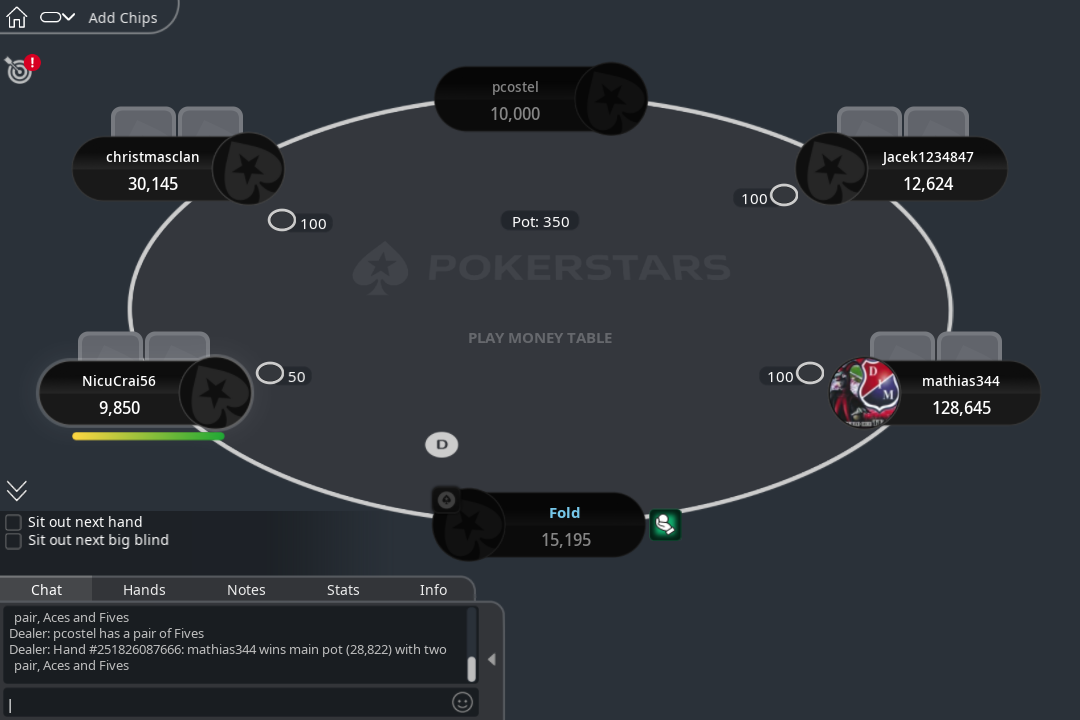 Add Chips
!
pcostel
10,000
christmasclan
30,145
Jacek1234847
12,624
100
100
Pot: 350
POKERSTARS
PLAY MONEY TABLE
NicuCrai56
9,850
50
100
mathias344
128,645
D
Fold
15,195
Sit out next hand
Sit out next big blind
Chat Hands Notes Stats Info
pair, Aces and Fives
Dealer: pcostel has a pair of Fives
Dealer: Hand #251826087666: mathias344 wins main pot (28,822) with two
pair, Aces and Fives